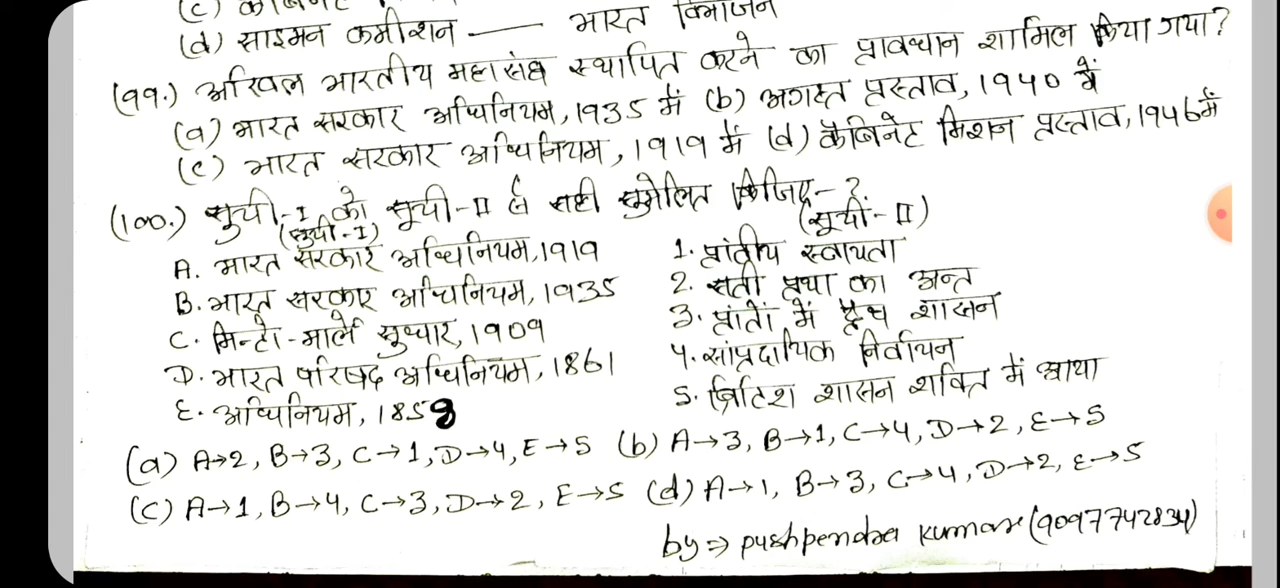 (c)
(d) साइमन कमीशन — भारत विभाजन
(99.) अखिल भारतीय महासंघ स्थापित करने का प्रावधान शामिल किया गया?
(a) भारत सरकार अधिनियम, 1935 में (b) अगस्त प्रस्ताव, 1940 में
(c) भारत सरकार अधिनियम, 1919 में (d) कैबिनेट मिशन प्रस्ताव, 1946 में
(100.) सूची-I को सूची-II से सही सुमेलित किजिए-?
(सूची-I) (सूची-II)
A. भारत सरकार अधिनियम, 1919 1. प्रांतीय स्वायता
B. भारत सरकार अधिनियम, 1935 2. सती प्रथा का अन्त
C. मिन्टो-मार्ले सुधार, 1909 3. प्रांतों में द्वैध शासन
D. भारत परिषद अधिनियम, 1861 4. सांप्रदायिक निर्वाचन
E. अधिनियम, 1858 5. ब्रिटिश शासन शक्ति में आया
(a) A→2, B→3, C→1, D→4, E→5 (b) A→3, B→1, C→4, D→2, E→5
(c) A→1, B→4, C→3, D→2, E→5 (d) A→1, B→3, C→4, D→2, E→5
by⇒ pushpendra kumar (9097742834)